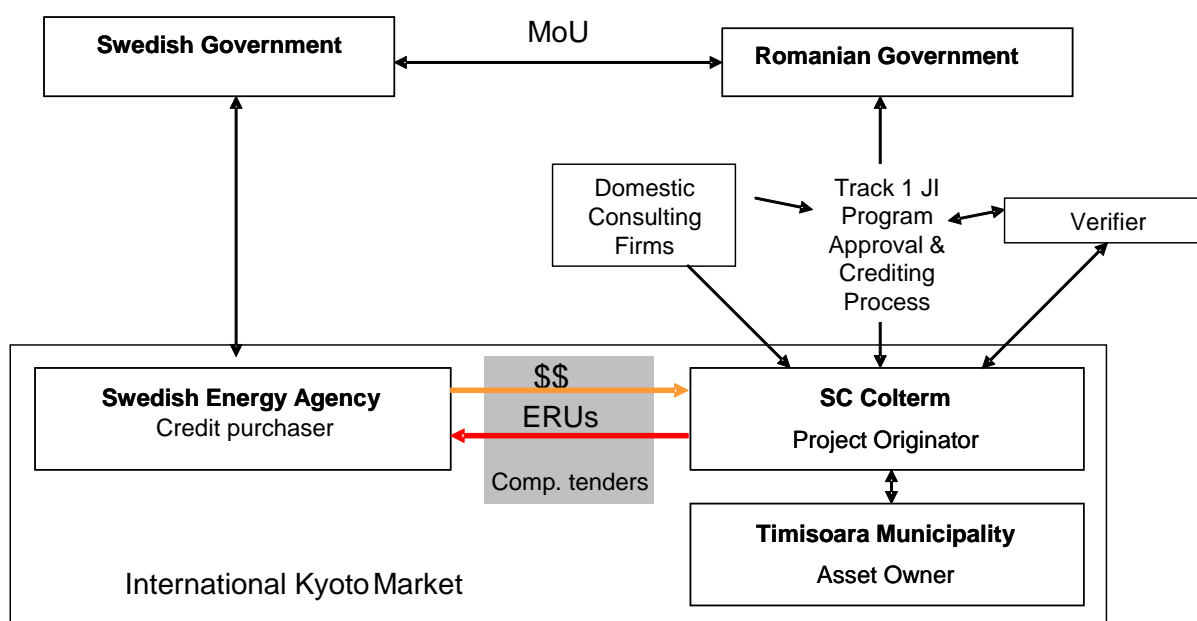 MoU
Swedish Government
Romanian Government
Domestic
Consulting
Firms
Track 1 JI
Program
Approval &
Crediting
Process
Verifier
Swedish Energy Agency
Credit purchaser
$$
ERUs
Comp. tenders
SC Colterm
Project Originator
Timisoara Municipality
Asset Owner
International Kyoto Market